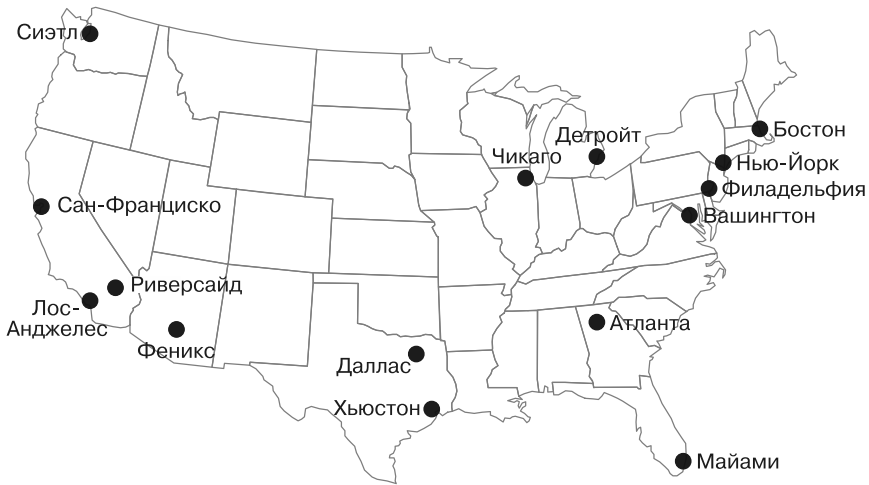 Сиэтл
Бостон
Детройт
Чикаго
Нью-Йорк
Филадельфия
Сан-Франциско
Вашингтон
Риверсайд
Лос-
Анджелес
Атланта
Феникс
Даллас
Хьюстон
Майами